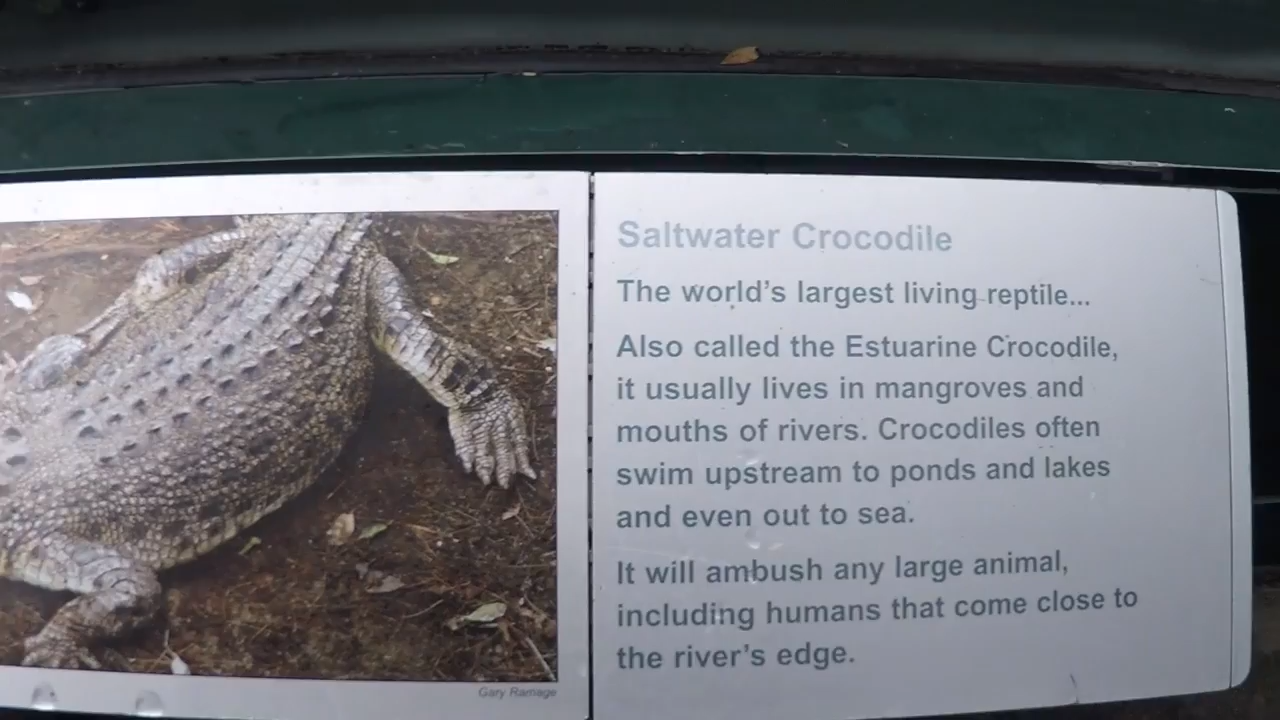 Saltwater Crocodile
The world's largest living reptile...
Also called the Estuarine Crocodile,
it usually lives in mangroves and
mouths of rivers. Crocodiles often
swim upstream to ponds and lakes
and even out to sea.
It will ambush any large animal,
including humans that come close to
the river's edge.
Gary Ramage